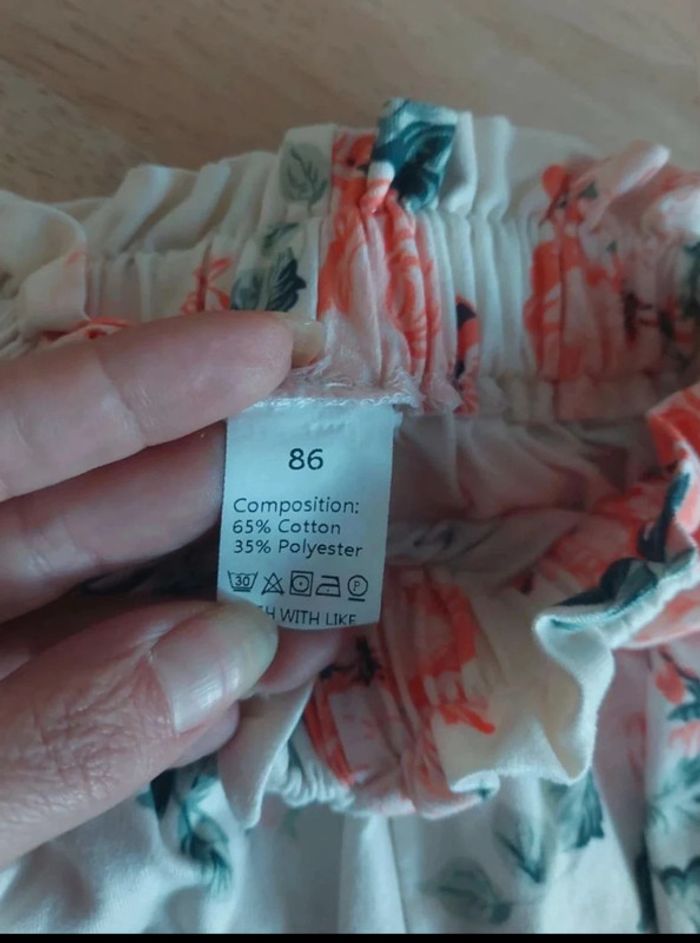 86
Composition:
65% Cotton
35% Polyester
30 P
WITH LIKE